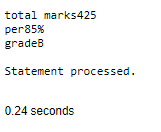 total marks425
per85%
gradeB
Statement processed.
0.24 seconds